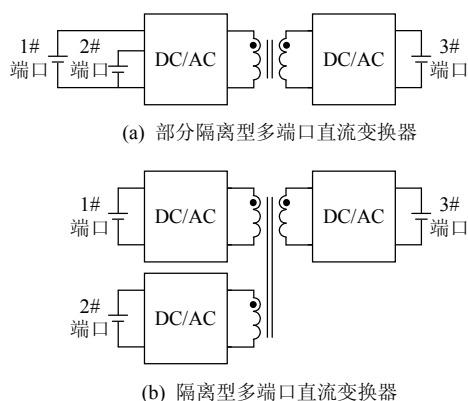 1#
端口
2#
端口
DC/AC
DC/AC
3#
端口
(a) 部分隔离型多端口直流变换器
1#
端口
DC/AC
DC/AC
3#
端口
2#
端口
DC/AC
(b) 隔离型多端口直流变换器